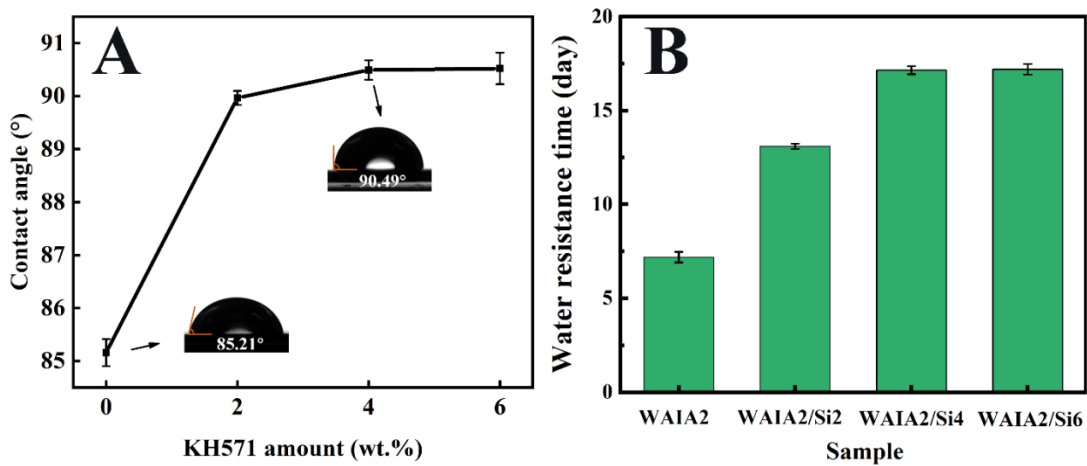 A
Contact angle (°)
91
90
89
88
87
86
85
90.49°
85.21°
0 2 4 6
KH571 amount (wt.%)
B
Water resistance time (day)
20
15
10
5
0
WAIA2 WAIA2/Si2 WAIA2/Si4 WAIA2/Si6
Sample